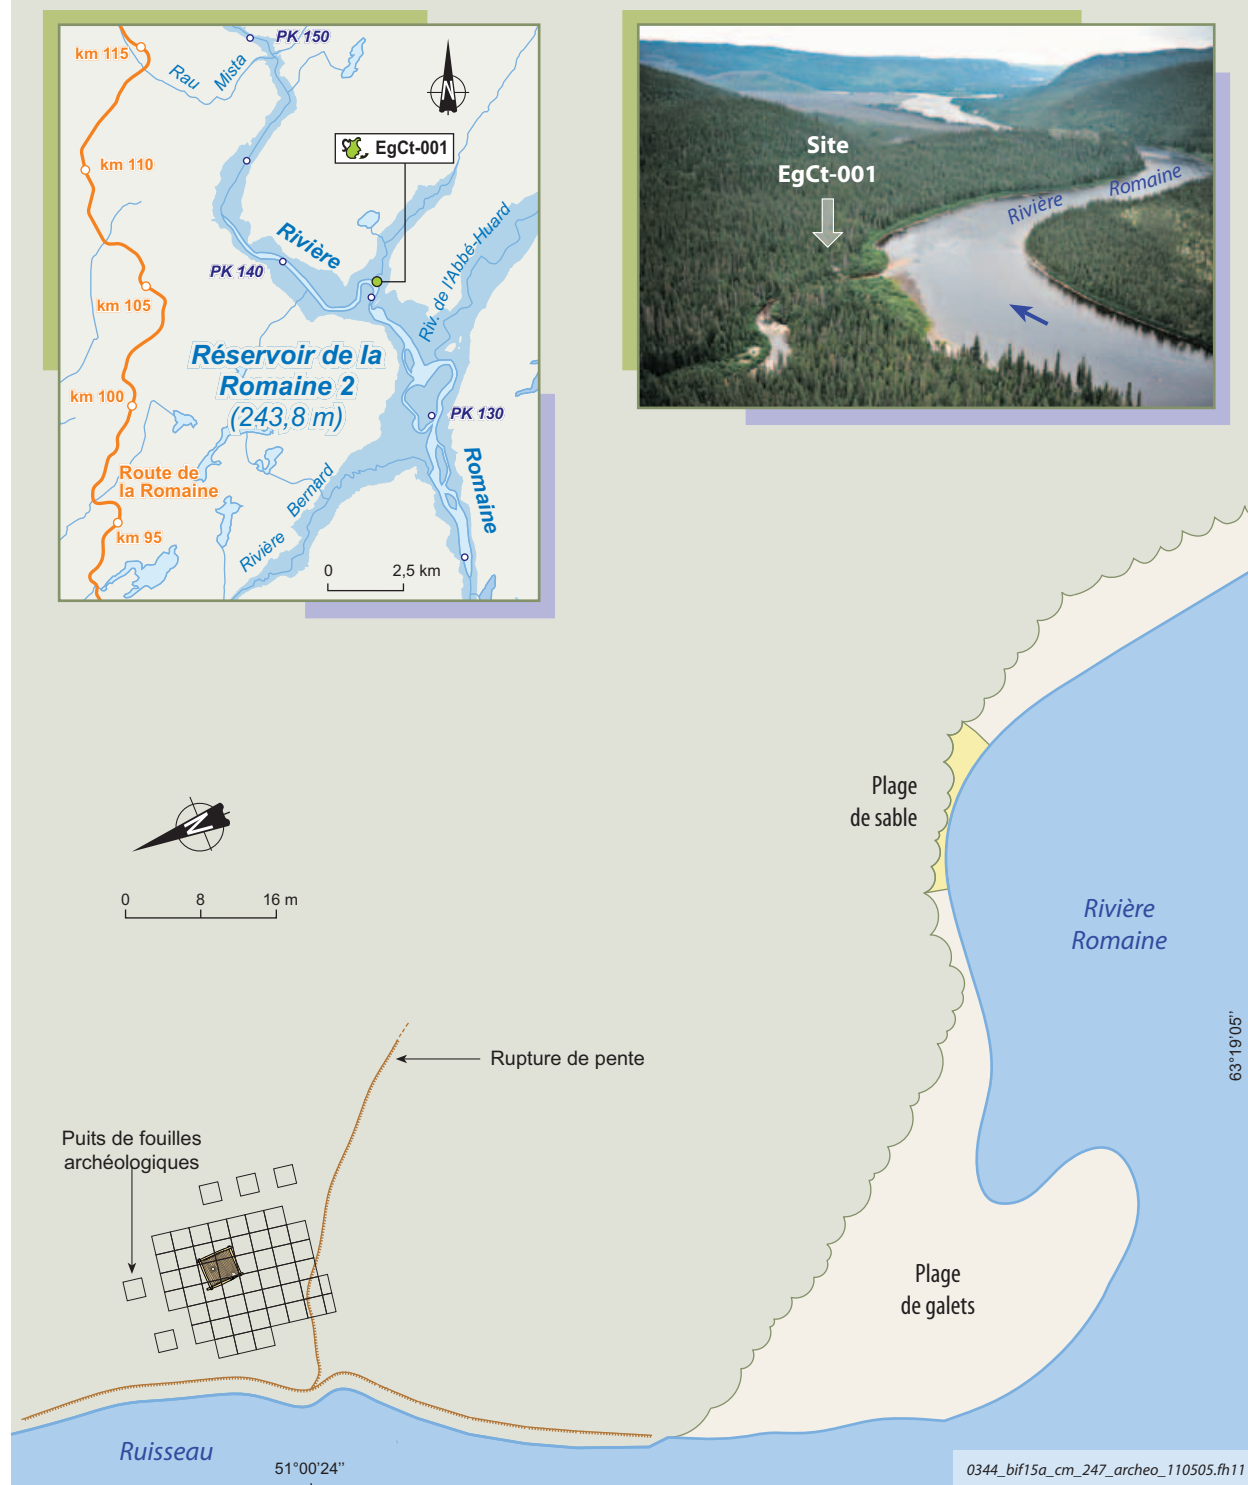 PK 150
km 115
Rau Mista
N
EgCt-001
km 110
Rivière
Riv. de l'Abbé-Huard
PK 140
km 105
Réservoir de la
Romaine 2
(243,8 m)
km 100
PK 130
Route de
la Romaine
Romaine
Rivière Bernard
km 95
0 2,5 km
Site
EgCt-001
Rivière Romaine
Plage
de sable
N
0 8 16 m
Rivière
Romaine
63°19'05"
Rupture de pente
Puits de fouilles
archéologiques
Plage
de galets
Ruisseau
51°00'24"
0344_bif15a_cm_247_archeo_110505.fh11